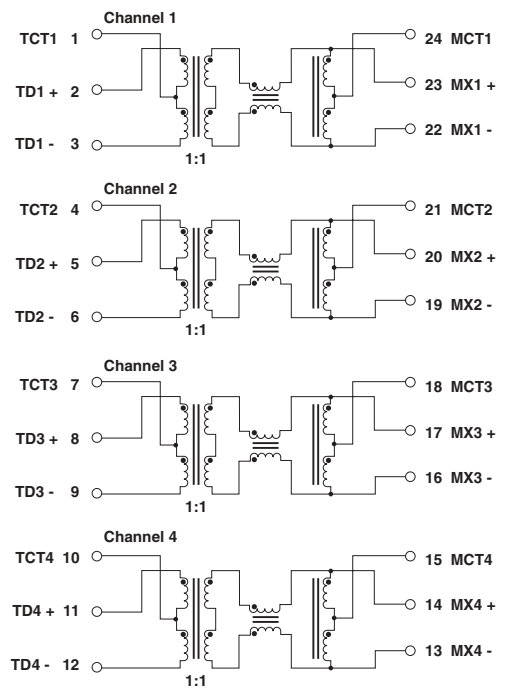 Channel 1
TCT1 1
24 MCT1
TD1 + 2
23 MX1 +
TD1 - 3
22 MX1 -
1:1
Channel 2
TCT2 4
21 MCT2
TD2 + 5
20 MX2 +
TD2 - 6
19 MX2 -
1:1
Channel 3
TCT3 7
18 MCT3
TD3 + 8
17 MX3 +
TD3 - 9
16 MX3 -
1:1
Channel 4
TCT4 10
15 MCT4
TD4 + 11
14 MX4 +
TD4 - 12
13 MX4 -
1:1